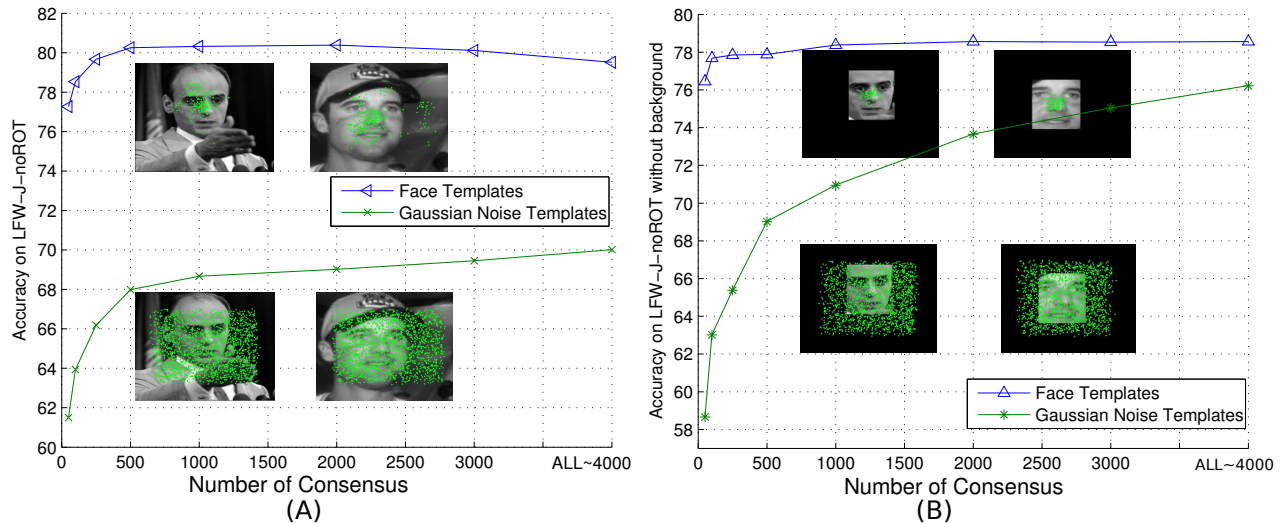 Accuracy on LFW-J-noROT
82
80
78
76
74
72
70
68
66
64
62
60
Face Templates
Gaussian Noise Templates
0 500 1000 1500 2000 2500 3000 ALL~4000
Number of Consensus
(A)
Accuracy on LFW-J-noROT without background
80
78
76
74
72
70
68
66
64
62
60
58
Face Templates
Gaussian Noise Templates
0 500 1000 1500 2000 2500 3000 ALL~4000
Number of Consensus
(B)